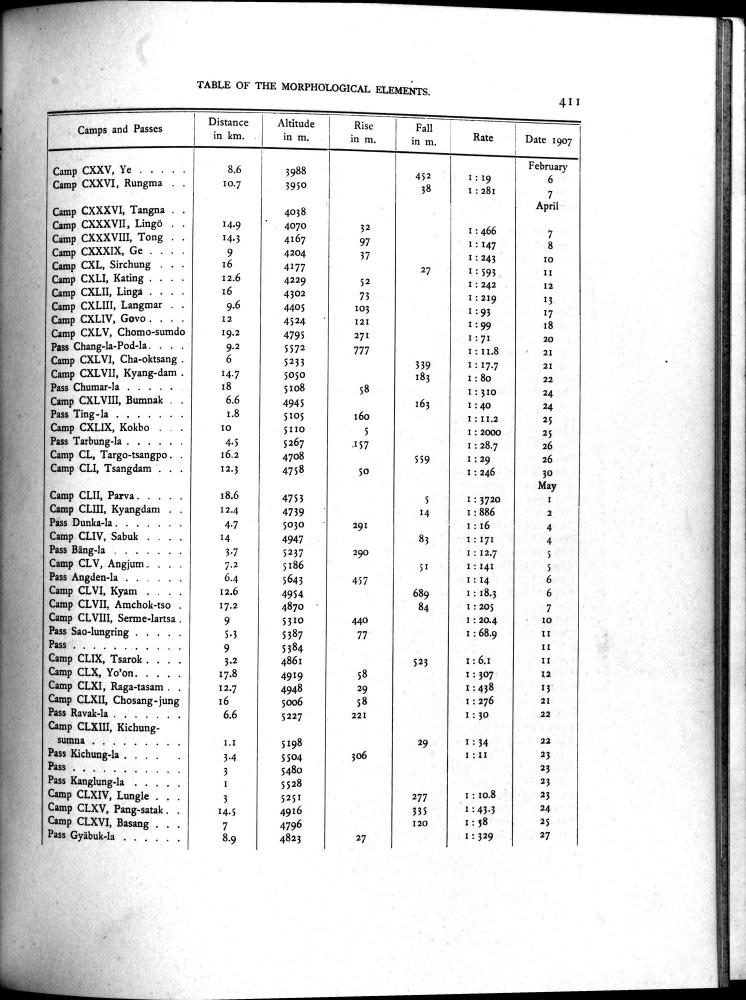 TABLE OF THE MORPHOLOGICAL ELEMENTS.
411
Camps and Passes Distance in km. Altitude in m. Rise in m. Fall in m. Rate Date 1907
February
Camp CXXV, Ye . . . . . 8.6 3988 452 1 : 19 6
Camp CXXVI, Rungma . . 10.7 3950 38 1 : 281 7
April
Camp CXXXVI, Tangna . . 4038
Camp CXXXVII, Lingö . . 14.9 4070 32 1 : 466 7
Camp CXXXVIII, Tong . . 14.3 4167 97 1 : 147 8
Camp CXXXIX, Ge . . . . 9 4204 37 1 : 243 10
Camp CXL, Sirchung . . . 16 4177 27 1 : 593 11
Camp CXLI, Kating . . . . 12.6 4229 52 1 : 242 12
Camp CXLII, Linga . . . . 16 4302 73 1 : 219 13
Camp CXLIII, Langmar . . 9.6 4405 103 1 : 93 17
Camp CXLIV, Govo . . . . 12 4524 121 1 : 99 18
Camp CXLV, Chomo-sumdo 19.2 4795 271 1 : 71 20
Pass Chang-la-Pod-la . . . . 9.2 5572 777 1 : 11.8 21
Camp CXLVI, Cha-oktsang . 6 5233 339 1 : 17.7 21
Camp CXLVII, Kyang-dam . 14.7 5050 183 1 : 80 22
Pass Chumar-la . . . . . 18 5108 58 1 : 310 24
Camp CXLVIII, Bumnak . . 6.6 4945 163 1 : 40 24
Pass Ting-la . . . . . . . 1.8 5105 160 1 : 11.2 25
Camp CXLIX, Kokbo . . . 10 5110 5 1 : 2000 25
Pass Tarbung-la . . . . . 4.5 5267 157 1 : 28.7 26
Camp CL, Targo-tsangpo . . 16.2 4708 559 1 : 29 26
Camp CLI, Tsangdam . . . 12.3 4758 50 1 : 246 30
May
Camp CLII, Parva . . . . . 18.6 4753 5 1 : 3720 1
Camp CLIII, Kyangdam . . 12.4 4739 14 1 : 886 2
Pass Dunka-la . . . . . . . 4.7 5030 291 1 : 16 4
Camp CLIV, Sabuk . . . . 14 4947 83 1 : 171 4
Pass Bäng-la . . . . . . . 3.7 5237 290 1 : 12.7 5
Camp CLV, Angjum . . . . 7.2 5186 51 1 : 141 5
Pass Angden-la . . . . . . 6.4 5643 457 1 : 14 6
Camp CLVI, Kyam . . . . 12.6 4954 689 1 : 18.3 6
Camp CLVII, Amchok-tso . 17.2 4870 84 1 : 205 7
Camp CLVIII, Serme-lartsa . 9 5310 440 1 : 20.4 10
Pass Sao-lungring . . . . . 5.3 5387 77 1 : 68.9 11
Pass . . . . . . . . . . . 9 5384 11
Camp CLIX, Tsarok . . . . 3.2 4861 523 1 : 6.1 11
Camp CLX, Yo'on . . . . . 17.8 4919 58 1 : 307 12
Camp CLXI, Raga-tasam . . 12.7 4948 29 1 : 438 13
Camp CLXII, Chosang-jung 16 5006 58 1 : 276 21
Pass Ravak-la . . . . . . . 6.6 5227 221 1 : 30 22
Camp CLXIII, Kichung-
sumna . . . . . . . . . 1.1 5198 29 1 : 34 22
Pass Kichung-la . . . . . 3.4 5504 306 1 : 11 23
Pass . . . . . . . . . . . 3 5480 23
Pass Kanglung-la . . . . . 1 5528 23
Camp CLXIV, Lungle . . . 3 5251 277 1 : 10.8 23
Camp CLXV, Pang-satak . . 14.5 4916 335 1 : 43.3 24
Camp CLXVI, Basang . . . 7 4796 120 1 : 58 25
Pass Gyäbuk-la . . . . . . 8.9 4823 27 1 : 329 27